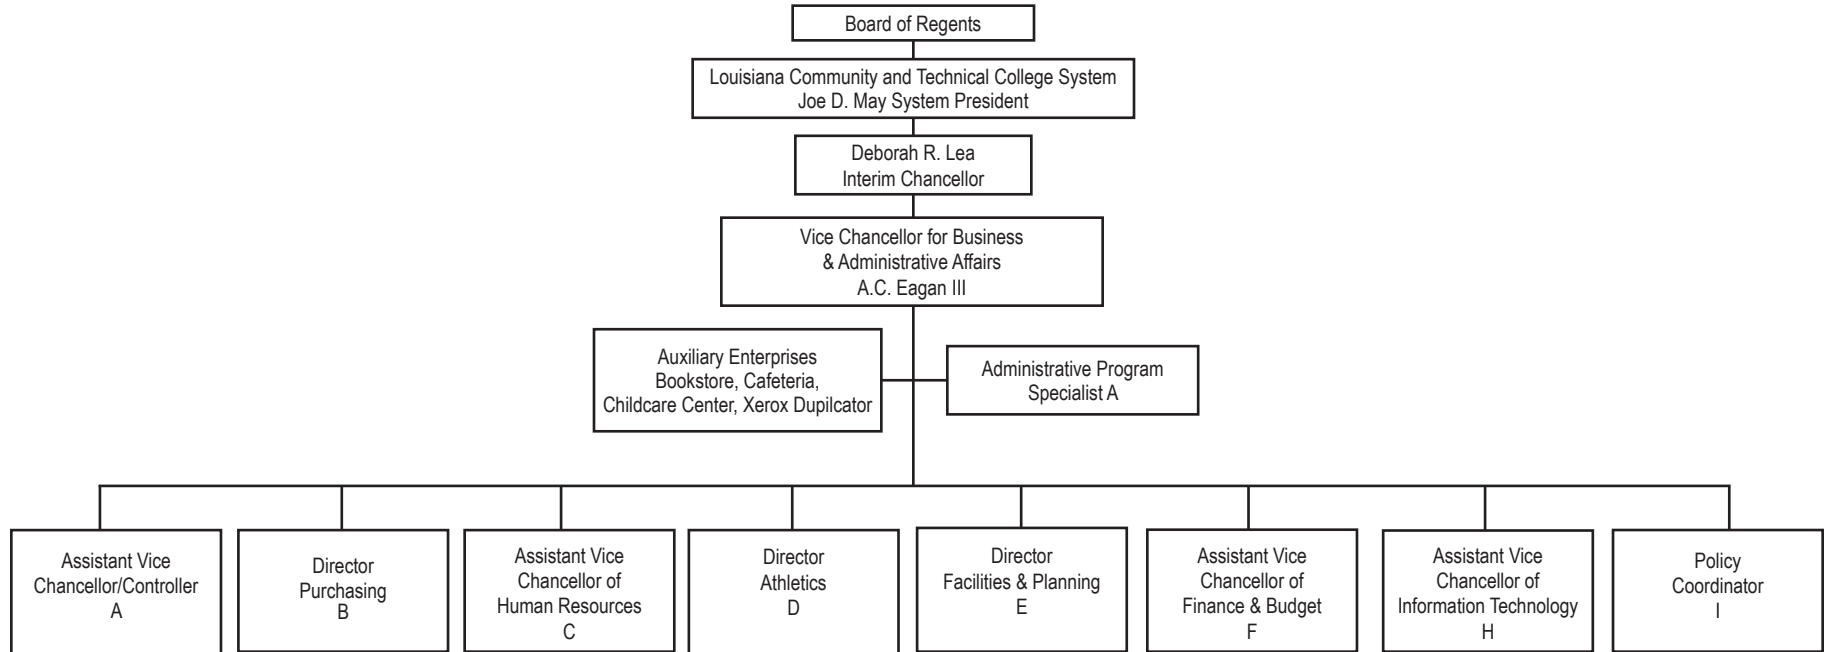 Board of Regents
Louisiana Community and Technical College System
Joe D. May System President
Deborah R. Lea
Interim Chancellor
Vice Chancellor for Business
& Administrative Affairs
A.C. Eagan III
Auxiliary Enterprises
Bookstore, Cafeteria,
Childcare Center, Xerox Dupilcator
Administrative Program
Specialist A
Assistant Vice
Chancellor/Controller
A
Director
Purchasing
B
Assistant Vice
Chancellor of
Human Resources
C
Director
Athletics
D
Director
Facilities & Planning
E
Assistant Vice
Chancellor of
Finance & Budget
F
Assistant Vice
Chancellor of
Information Technology
H
Policy
Coordinator
I